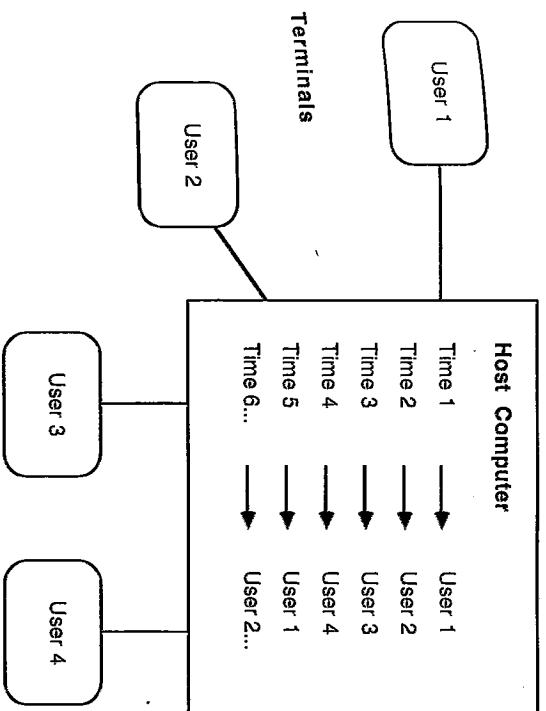 Host Computer
Time 1 User 1
Time 2 User 2
Time 3 User 3
Time 4 User 4
Time 5 User 1
Time 6... User 2...
User 1
Terminals
User 2
User 3
User 4